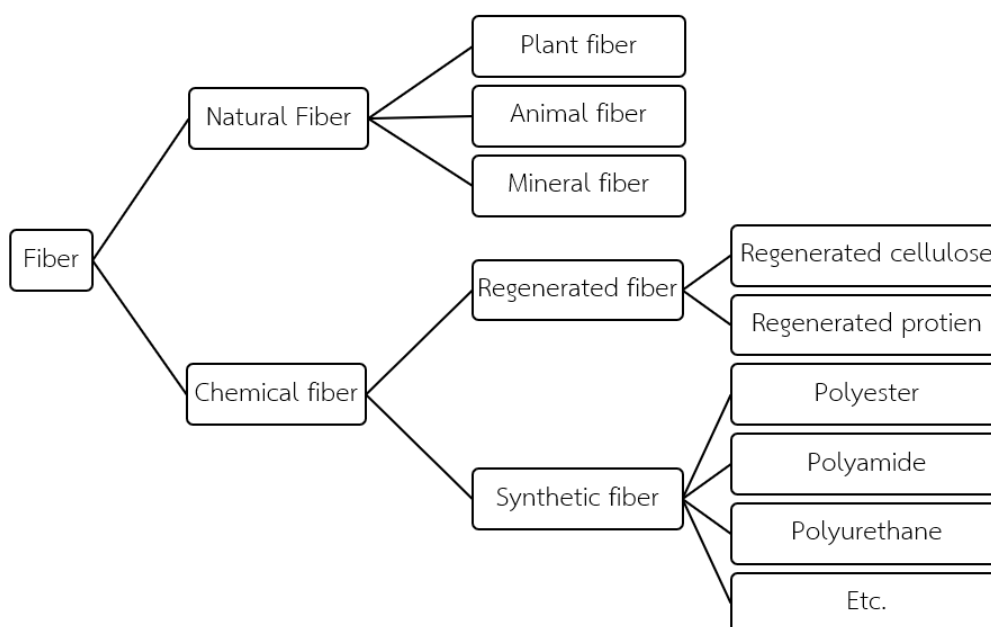 Fiber
Natural Fiber
Plant fiber
Animal fiber
Mineral fiber
Chemical fiber
Regenerated fiber
Regenerated cellulose
Regenerated protien
Synthetic fiber
Polyester
Polyamide
Polyurethane
Etc.